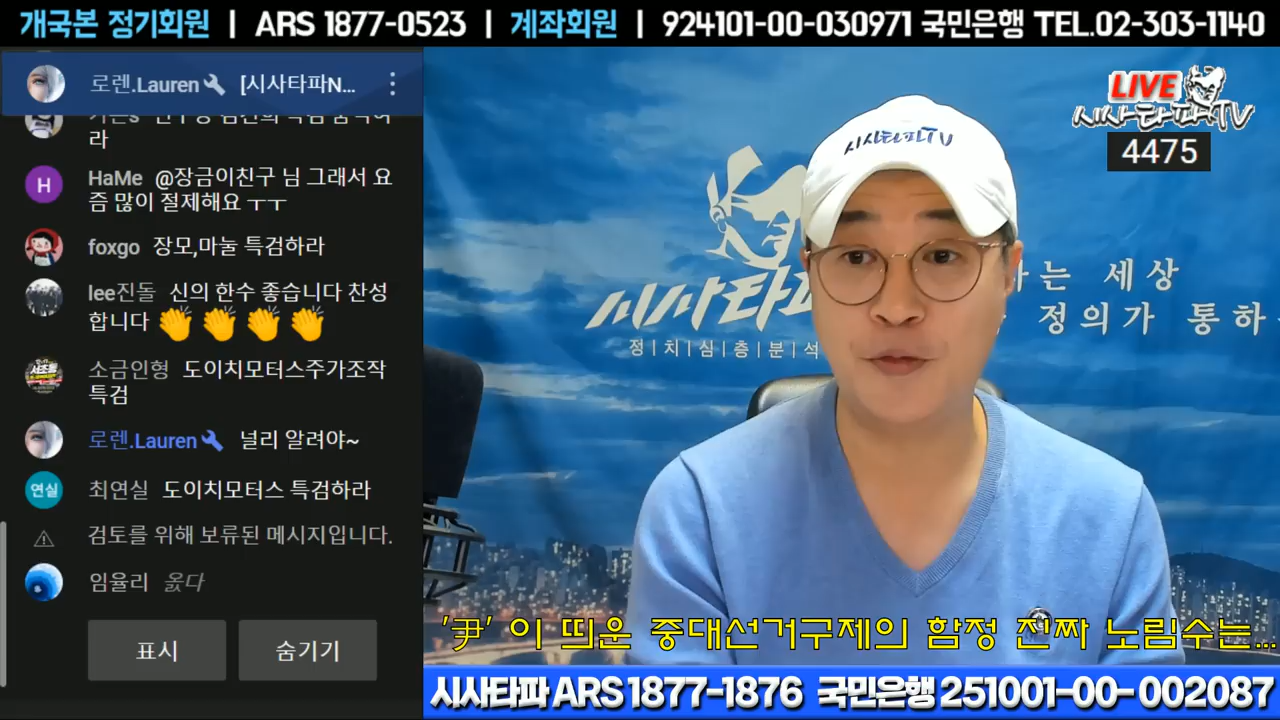 개국본 정기회원 | ARS 1877-0523 | 계좌회원 | 924101-00-030971 국민은행 TEL.02-303-1140
로렌.Lauren [시사타파N...
라
HaMe @장금이친구 님 그래서 요
즘 많이 절제해요 ㅜㅜ
foxgo 장모,마눌 특검하라
lee진돌 신의 한수 좋습니다 찬성
합니다 👏👏👏👏
소금인형 도이치모터스주가조작
특검
로렌.Lauren 널리 알려야~
연실 최연실 도이치모터스 특검하라
검토를 위해 보류된 메시지입니다.
임율리 옳다
표시 숨기기
LIVE
시사타파TV
4475
시사타파TV
시사타파
정|치|심|층|분|석
는 세상
정의가 통하
'尹' 이 띄운 중대선거구제의 함정 진짜 노림수는...
시사타파 ARS 1877-1876 국민은행 251001-00-002087